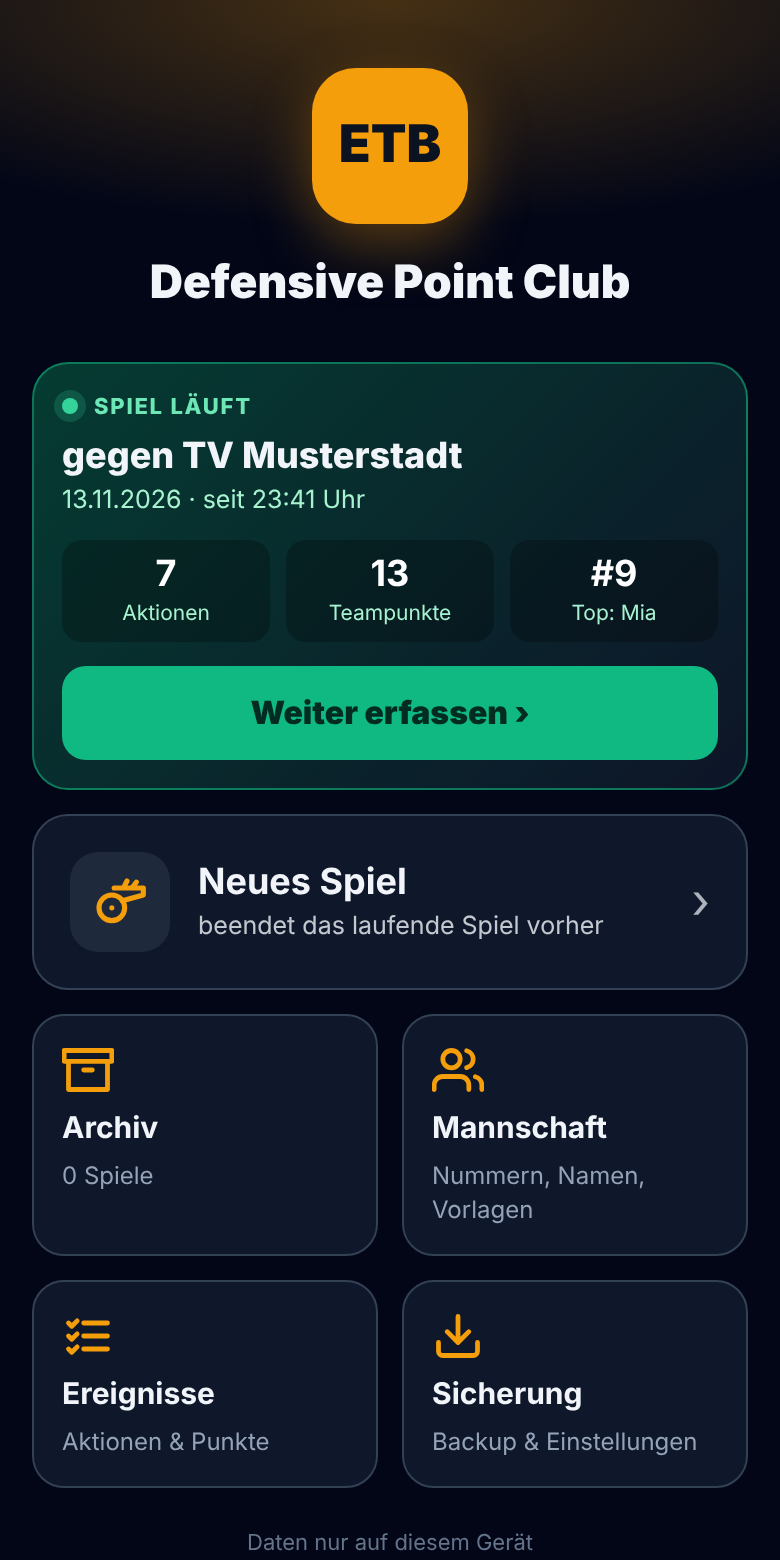 ETB
Defensive Point Club
SPIEL LÄUFT
gegen TV Musterstadt
13.11.2026 · seit 23:41 Uhr
7
Aktionen
13
Teampunkte
#9
Top: Mia
Weiter erfassen ›
Neues Spiel
beendet das laufende Spiel vorher
›
Archiv
0 Spiele
Mannschaft
Nummern, Namen,
Vorlagen
Ereignisse
Aktionen & Punkte
Sicherung
Backup & Einstellungen
Daten nur auf diesem Gerät